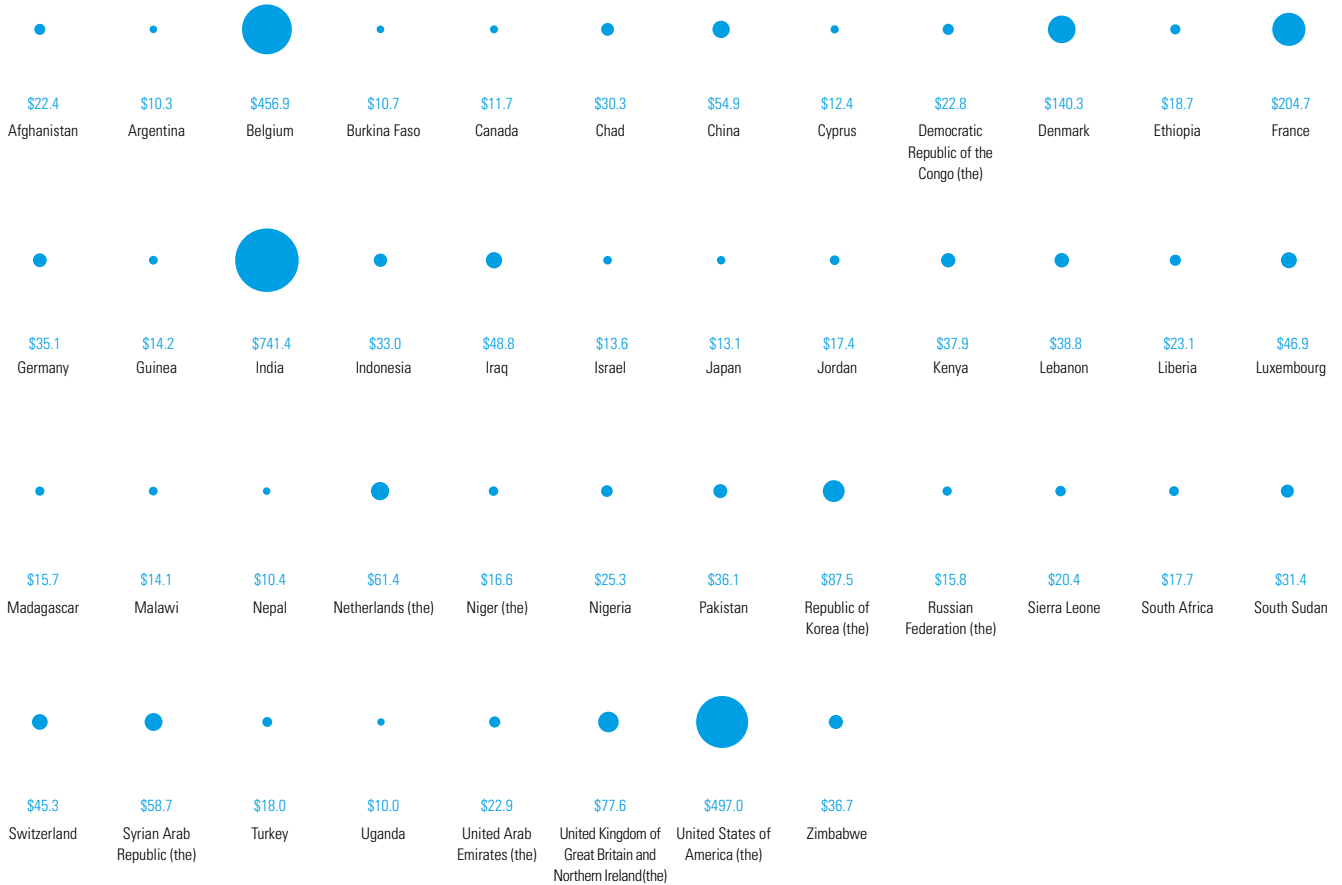 $22.4 $10.3 $456.9 $10.7 $11.7 $30.3 $54.9 $12.4 $22.8 $140.3 $18.7 $204.7
Afghanistan Argentina Belgium Burkina Faso Canada Chad China Cyprus Democratic Denmark Ethiopia France
Republic of the
Congo (the)
$35.1 $14.2 $741.4 $33.0 $48.8 $13.6 $13.1 $17.4 $37.9 $38.8 $23.1 $46.9
Germany Guinea India Indonesia Iraq Israel Japan Jordan Kenya Lebanon Liberia Luxembourg
$15.7 $14.1 $10.4 $61.4 $16.6 $25.3 $36.1 $87.5 $15.8 $20.4 $17.7 $31.4
Madagascar Malawi Nepal Netherlands (the) Niger (the) Nigeria Pakistan Republic of Russian Sierra Leone South Africa South Sudan
Korea (the) Federation (the)
$45.3 $58.7 $18.0 $10.0 $22.9 $77.6 $497.0 $36.7
Switzerland Syrian Arab Turkey Uganda United Arab United Kingdom of United States of Zimbabwe
Republic (the) Emirates (the) Great Britain and America (the)
Northern Ireland(the)